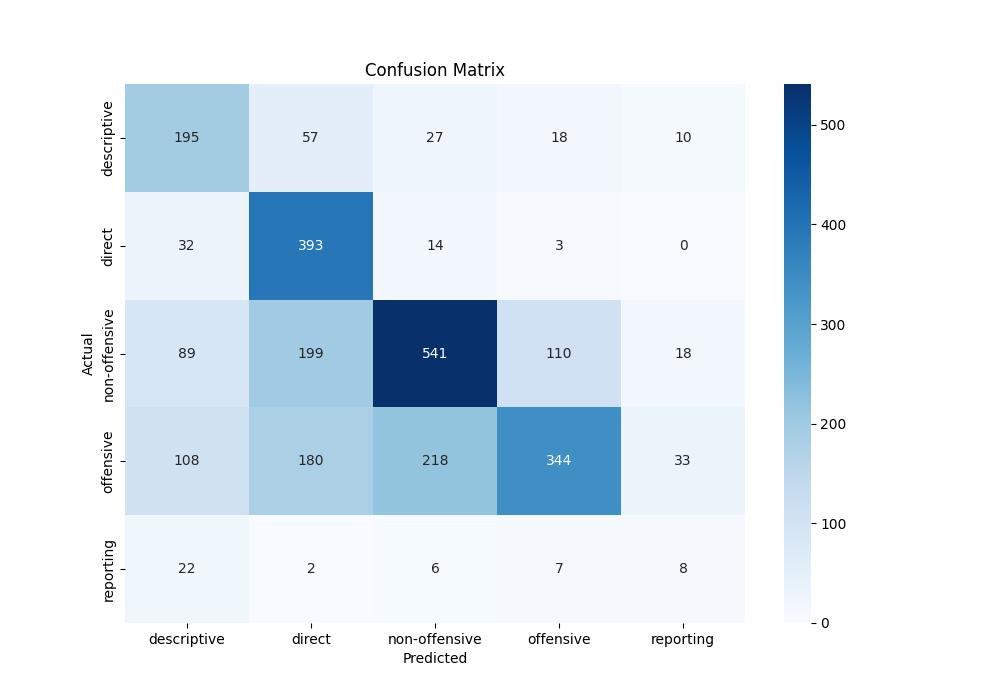 Confusion Matrix
descriptive 195 57 27 18 10
direct 32 393 14 3 0
non-offensive 89 199 541 110 18
offensive 108 180 218 344 33
reporting 22 2 6 7 8
Actual
descriptive direct non-offensive offensive reporting
Predicted
500
400
300
200
100
0